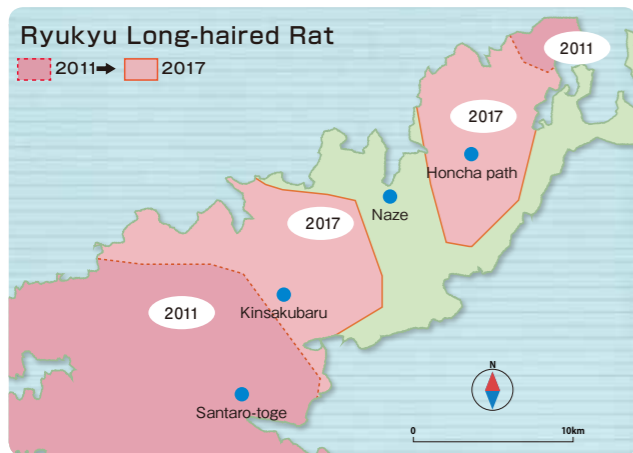 Ryukyu Long-haired Rat
2011➡ 2017
2011
2017
Honcha path
Naze
2017
2011
Kinsakubaru
Santaro-toge
N
0 10km